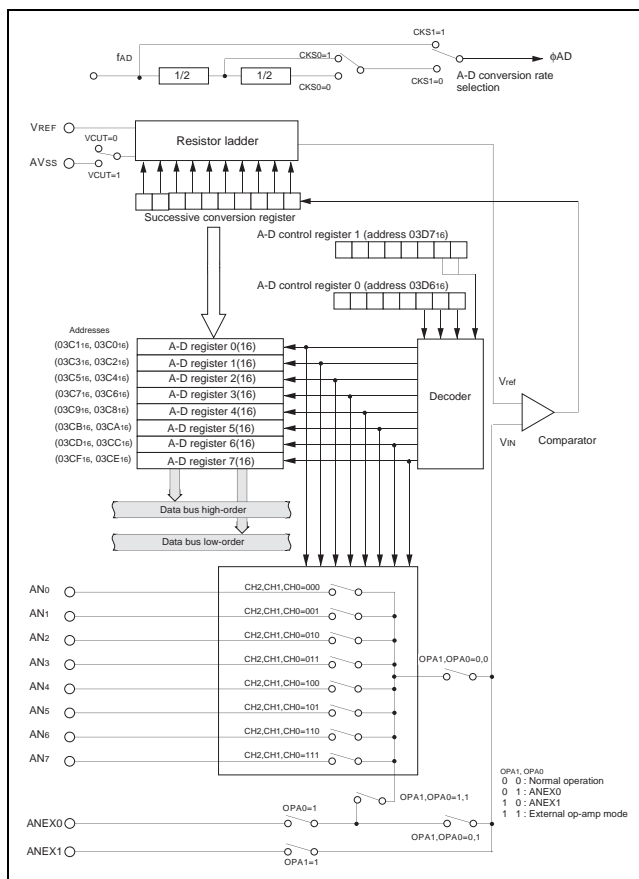 CKS1=1
fAD
CKS0=1
φAD
1/2
1/2
CKS0=0
CKS1=0
A-D conversion rate
selection
VREF
VCUT=0
Resistor ladder
AVSS
VCUT=1
Successive conversion register
A-D control register 1 (address 03D716)
A-D control register 0 (address 03D616)
Addresses
(03C116, 03C016)
A-D register 0(16)
(03C316, 03C216)
A-D register 1(16)
(03C516, 03C416)
A-D register 2(16)
(03C716, 03C616)
A-D register 3(16)
(03C916, 03C816)
A-D register 4(16)
(03CB16, 03CA16)
A-D register 5(16)
(03CD16, 03CC16)
A-D register 6(16)
(03CF16, 03CE16)
A-D register 7(16)
Decoder
Vref
VIN
Comparator
Data bus high-order
Data bus low-order
AN0
CH2,CH1,CH0=000
AN1
CH2,CH1,CH0=001
AN2
CH2,CH1,CH0=010
AN3
CH2,CH1,CH0=011
AN4
CH2,CH1,CH0=100
AN5
CH2,CH1,CH0=101
AN6
CH2,CH1,CH0=110
AN7
CH2,CH1,CH0=111
OPA1,OPA0=0,0
OPA1, OPA0
0 0 : Normal operation
0 1 : ANEX0
1 0 : ANEX1
1 1 : External op-amp mode
OPA1,OPA0=1,1
ANEX0
OPA0=1
OPA1,OPA0=0,1
ANEX1
OPA1=1